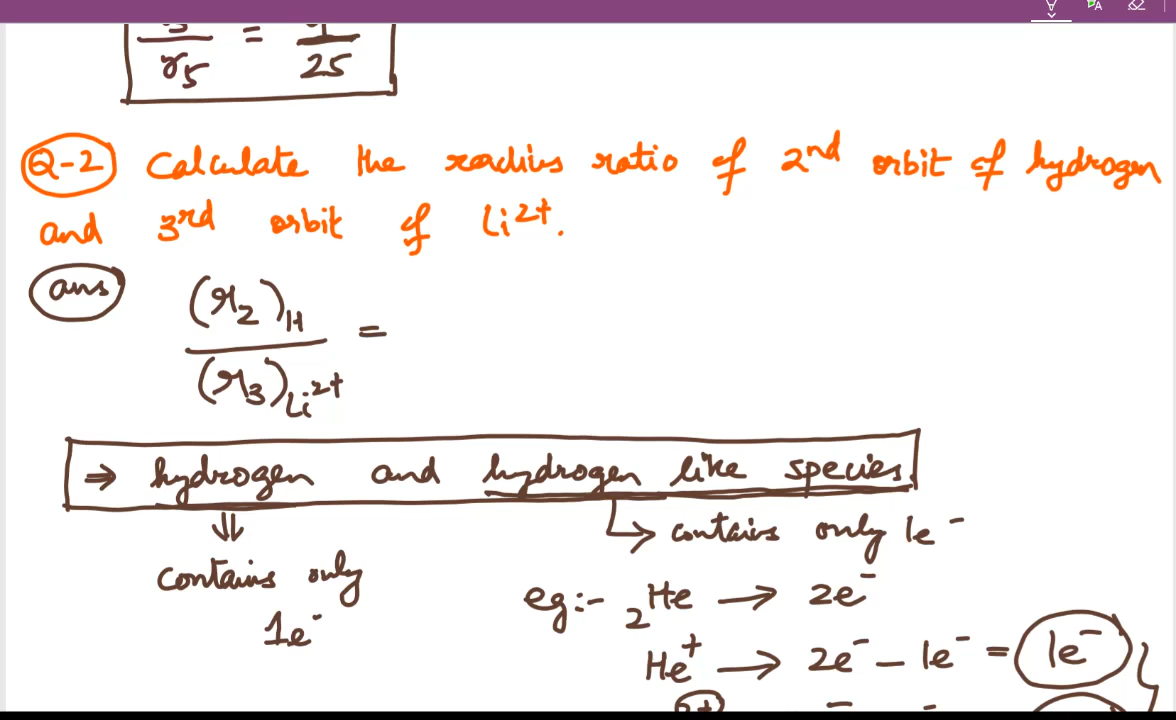 r5 = 25
Q-2 Calculate the radius ratio of 2nd orbit of hydrogen
and 3rd orbit of Li2+.
ans (r2)H
=
(r3)Li2+
⇒ hydrogen and hydrogen like species.
→ contains only 1e-
contains only
1e-
eg:- 2He → 2e-
He+ → 2e- - 1e- = 1e-